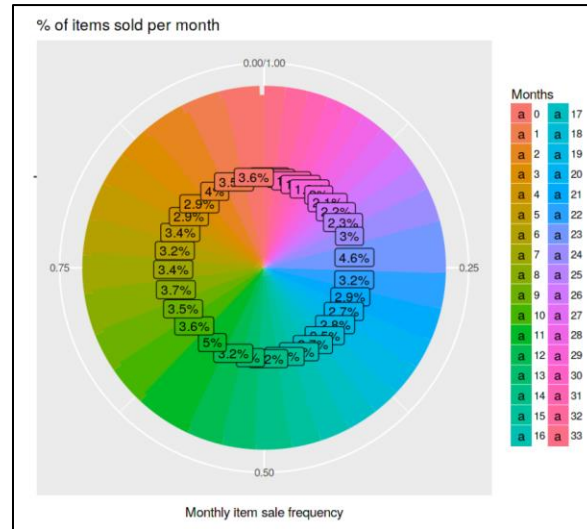 % of items sold per month
0.00/1.00
3.6%
4%
2.9%
2.9%
3.4%
3.2%
3.4%
3.7%
3.5%
3.6%
5%
3.2%
2.3%
3%
4.6%
3.2%
2.9%
2.7%
0.75
0.25
0.50
Monthly item sale frequency
Months
a 0 a 17
a 1 a 18
a 2 a 19
a 3 a 20
a 4 a 21
a 5 a 22
a 6 a 23
a 7 a 24
a 8 a 25
a 9 a 26
a 10 a 27
a 11 a 28
a 12 a 29
a 13 a 30
a 14 a 31
a 15 a 32
a 16 a 33